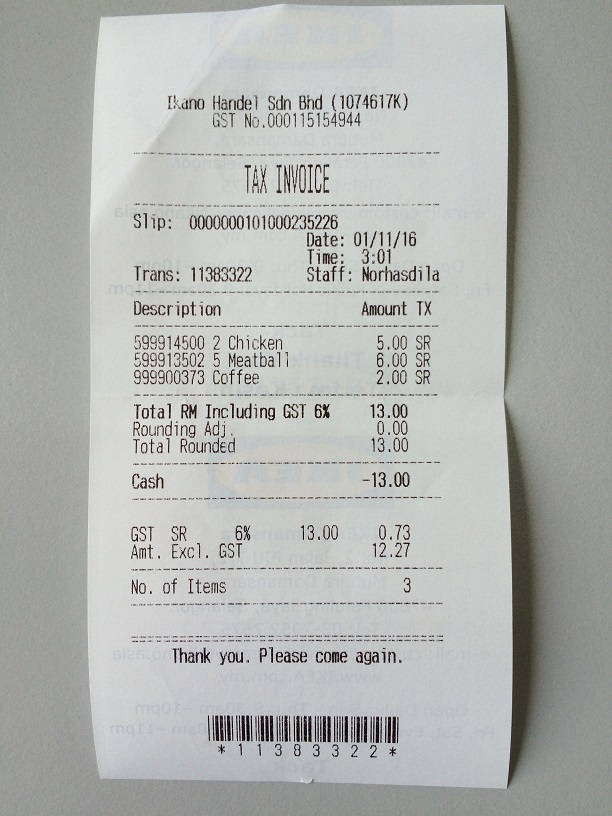 Ikano Handel Sdn Bhd (1074617K)
GST No.000115154944
TAX INVOICE
Slip: 0000000101000235226
Date: 01/11/16
Time: 3:01
Trans: 11383322 Staff: Norhasdila
Description Amount TX
599914500 2 Chicken 5.00 SR
599913502 5 Meatball 6.00 SR
999900373 Coffee 2.00 SR
Total RM Including GST 6% 13.00
Rounding Adj. 0.00
Total Rounded 13.00
Cash -13.00
GST SR 6% 13.00 0.73
Amt. Excl. GST 12.27
No. of Items 3
Thank you. Please come again.
*11383322*